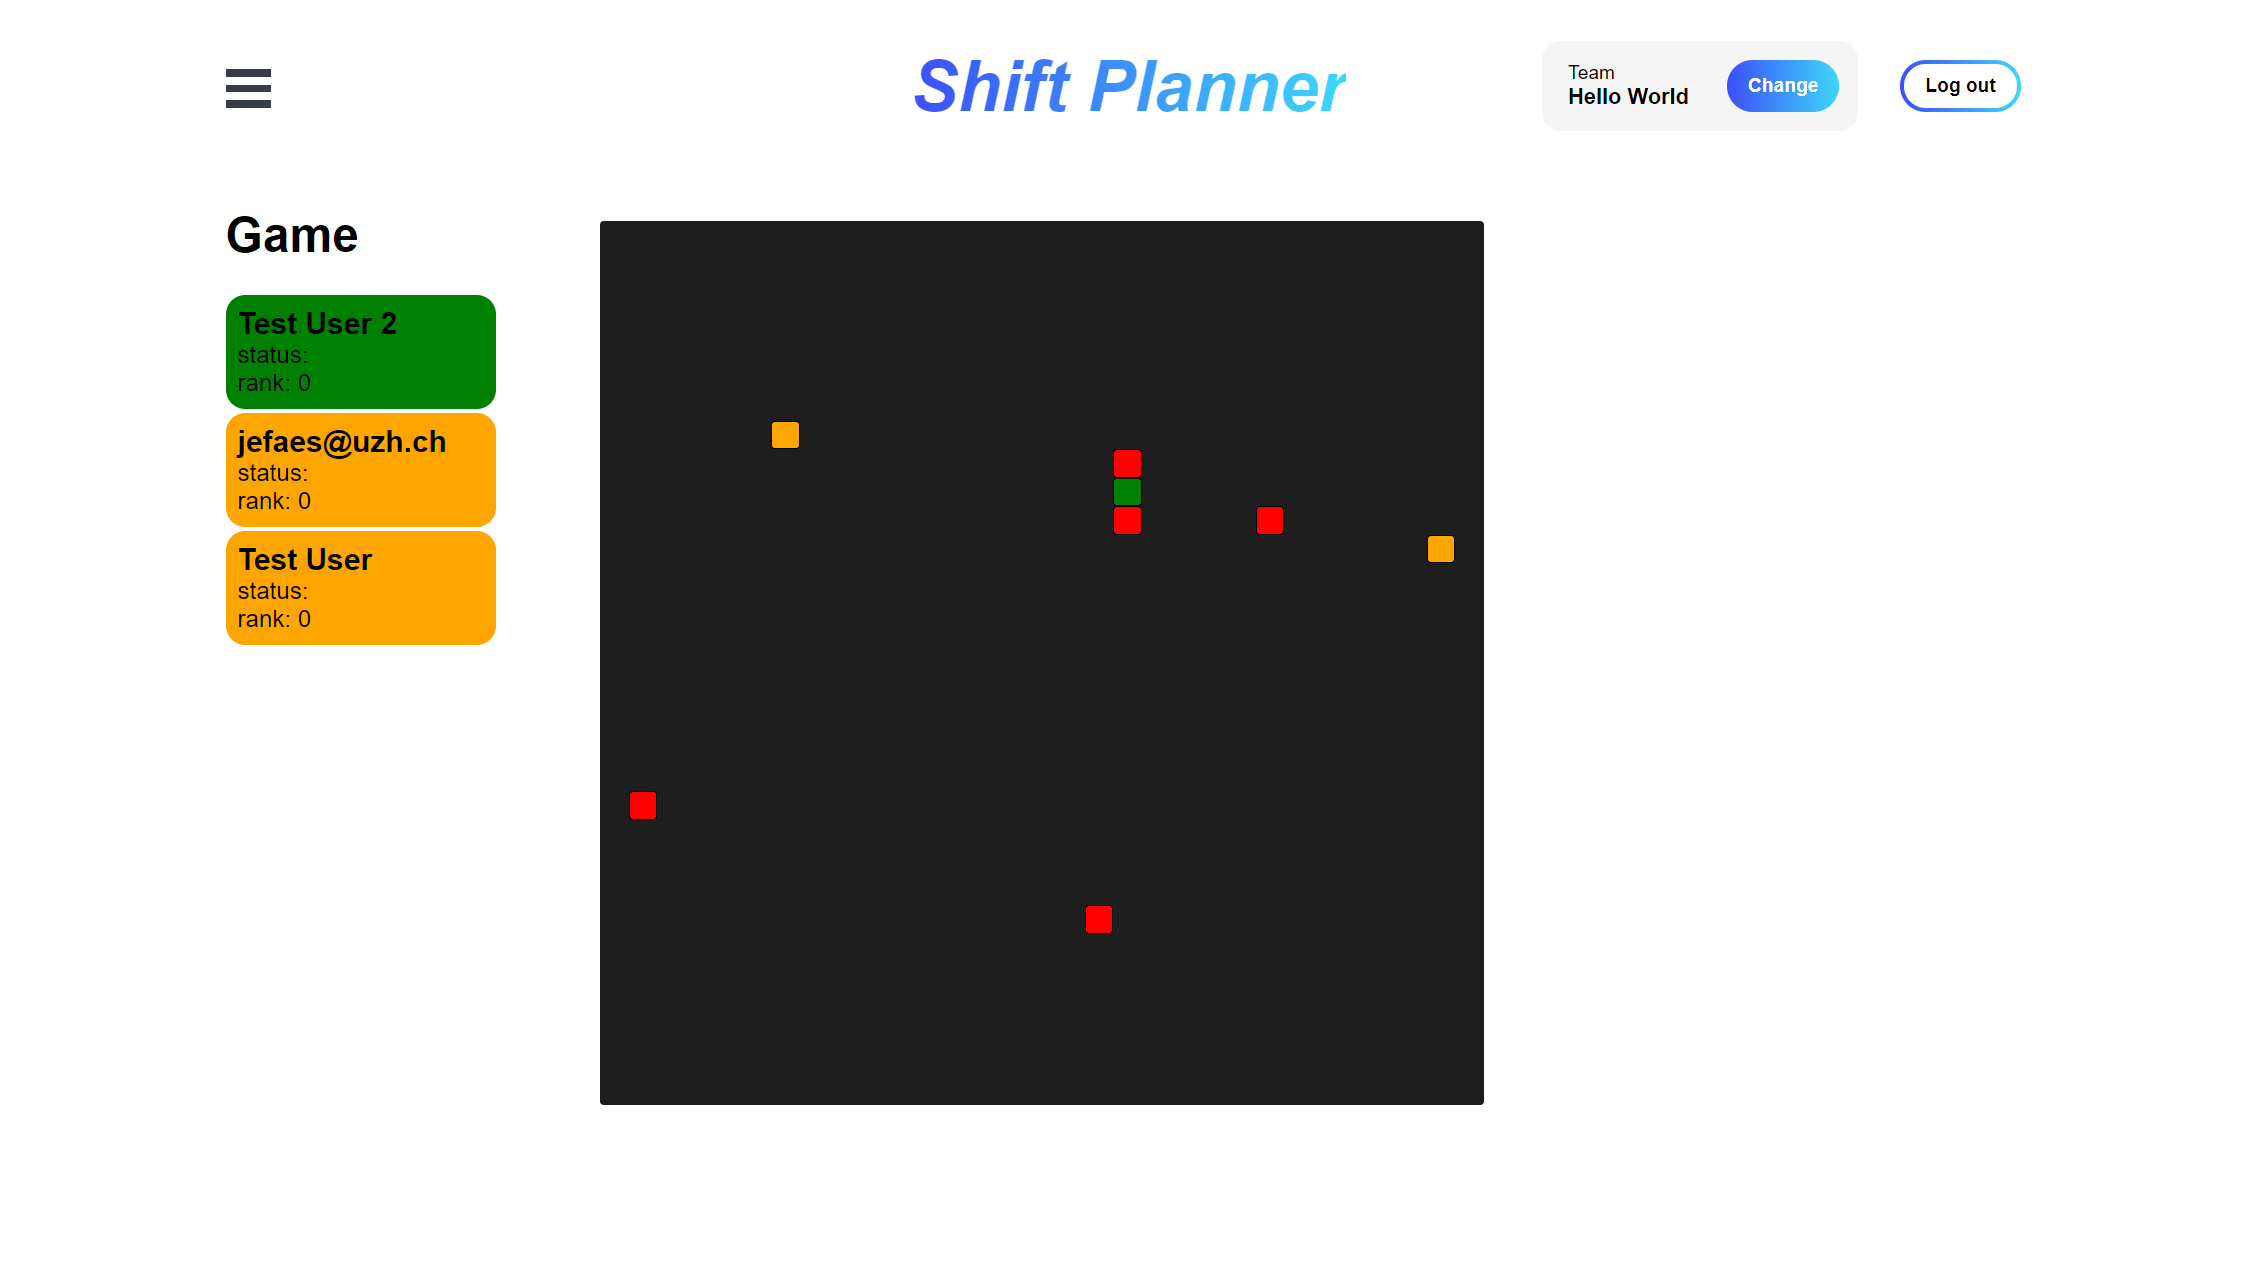 Shift Planner
Team
Hello World
Change
Log out
Game
Test User 2
status:
rank: 0
jefaes@uzh.ch
status:
rank: 0
Test User
status:
rank: 0